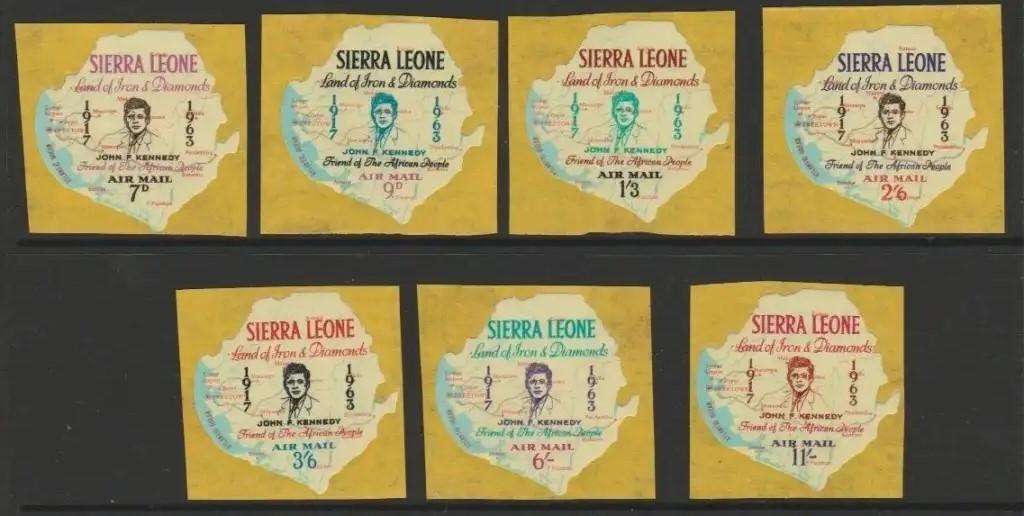 SIERRA LEONE
Land of Iron & Diamonds
1917 1963
JOHN F. KENNEDY
Friend of The African People
AIR MAIL
7D
SIERRA LEONE
Land of Iron & Diamonds
1917 1963
JOHN F. KENNEDY
Friend of The African People
AIR MAIL
9D
SIERRA LEONE
Land of Iron & Diamonds
1917 1963
JOHN F. KENNEDY
Friend of The African People
AIR MAIL
1/3
SIERRA LEONE
Land of Iron & Diamonds
1917 1963
JOHN F. KENNEDY
Friend of The African People
AIR MAIL
2/6
SIERRA LEONE
Land of Iron & Diamonds
1917 1963
JOHN F. KENNEDY
Friend of The African People
AIR MAIL
3/6
SIERRA LEONE
Land of Iron & Diamonds
1917 1963
JOHN F. KENNEDY
Friend of The African People
AIR MAIL
6/-
SIERRA LEONE
Land of Iron & Diamonds
1917 1963
JOHN F. KENNEDY
Friend of The African People
AIR MAIL
11/-